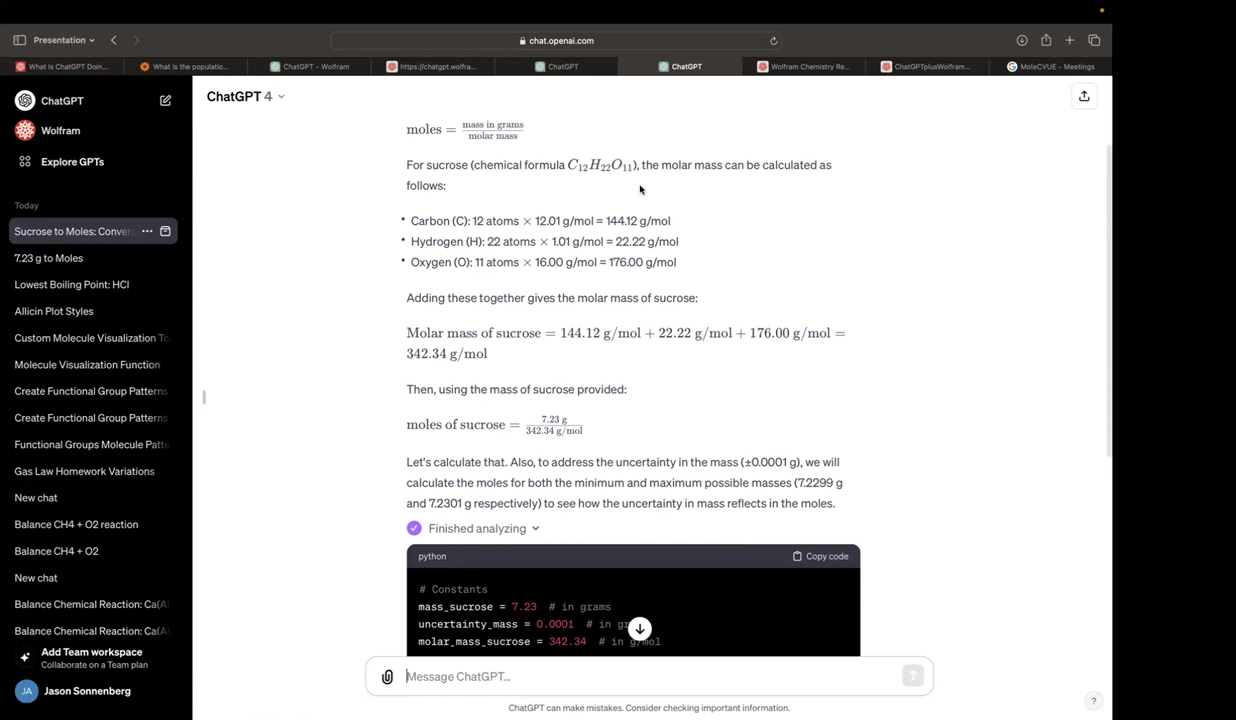 Presentation
chat.openai.com
What Is ChatGPT Doin...
What is the populatio...
ChatGPT - Wolfram
https://chatgpt.wolfra...
ChatGPT
ChatGPT
Wolfram Chemistry Re...
ChatGPTplusWolfram...
MoleCVUE - Meetings
ChatGPT
Wolfram
Explore GPTs
Today
Sucrose to Moles: Conver
7.23 g to Moles
Lowest Boiling Point: HCl
Allicin Plot Styles
Custom Molecule Visualization To
Molecule Visualization Function
Create Functional Group Patterns
Create Functional Group Patterns
Functional Groups Molecule Patte
Gas Law Homework Variations
New chat
Balance CH4 + O2 reaction
Balance CH4 + O2
New chat
Balance Chemical Reaction: Ca(Al
Balance Chemical Reaction: Ca(Al
Add Team workspace
Collaborate on a Team plan
JA Jason Sonnenberg
ChatGPT 4
moles = mass in grams / molar mass
For sucrose (chemical formula C₁₂H₂₂O₁₁), the molar mass can be calculated as
follows:
• Carbon (C): 12 atoms × 12.01 g/mol = 144.12 g/mol
• Hydrogen (H): 22 atoms × 1.01 g/mol = 22.22 g/mol
• Oxygen (O): 11 atoms × 16.00 g/mol = 176.00 g/mol
Adding these together gives the molar mass of sucrose:
Molar mass of sucrose = 144.12 g/mol + 22.22 g/mol + 176.00 g/mol =
342.34 g/mol
Then, using the mass of sucrose provided:
moles of sucrose = 7.23 g / 342.34 g/mol
Let's calculate that. Also, to address the uncertainty in the mass (±0.0001 g), we will
calculate the moles for both the minimum and maximum possible masses (7.2299 g
and 7.2301 g respectively) to see how the uncertainty in mass reflects in the moles.
Finished analyzing
python Copy code
# Constants
mass_sucrose = 7.23 # in grams
uncertainty_mass = 0.0001 # in gr
molar_mass_sucrose = 342.34 # in g/mol
Message ChatGPT...
ChatGPT can make mistakes. Consider checking important information.
?